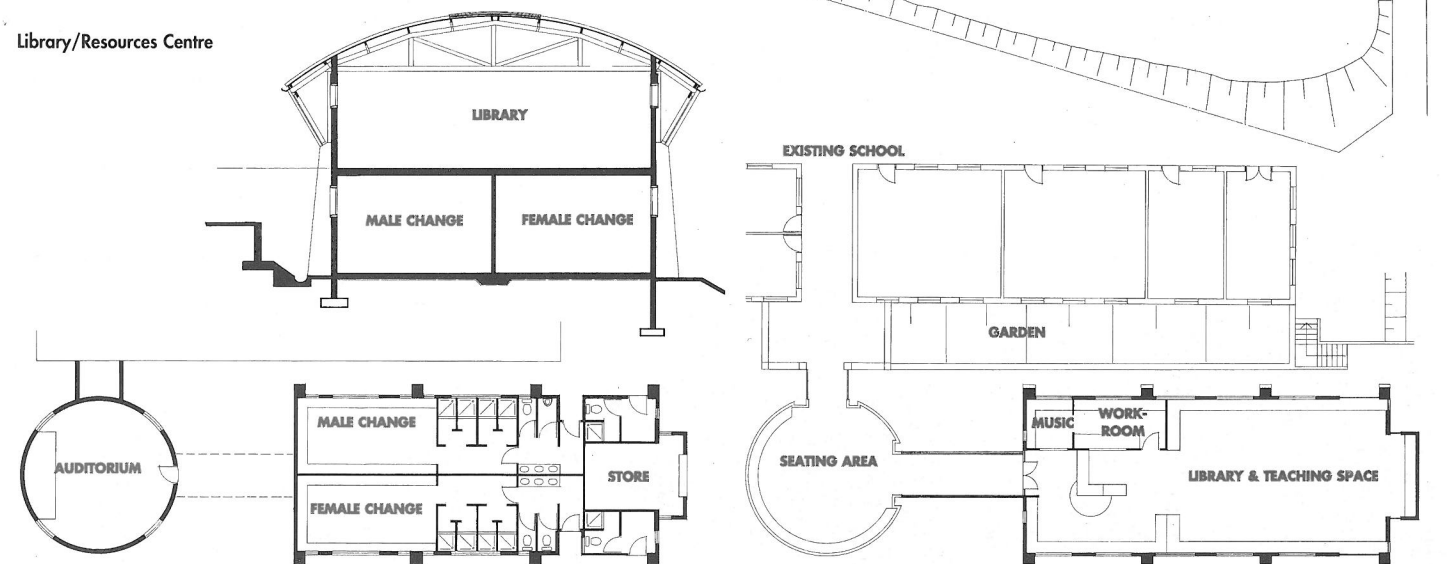 Library/Resources Centre
LIBRARY
MALE CHANGE
FEMALE CHANGE
EXISTING SCHOOL
GARDEN
AUDITORIUM
MALE CHANGE
FEMALE CHANGE
STORE
SEATING AREA
MUSIC
WORK-
ROOM
LIBRARY & TEACHING SPACE